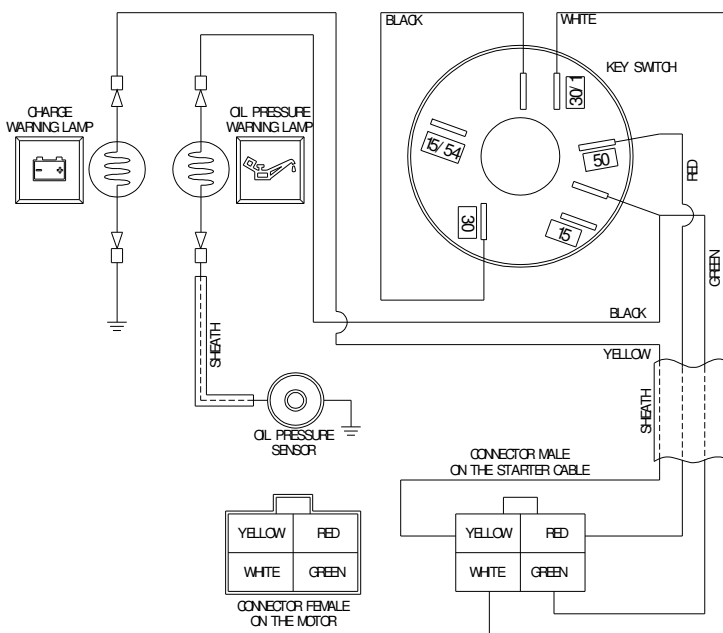 BLACK
WHITE
KEY SWITCH
30/1
CHARGE
WARNING LAMP
OIL PRESSURE
WARNING LAMP
15/54
50
RED
30
15
GREEN
BLACK
YELLOW
SHEATH
SHEATH
OIL PRESSURE
SENSOR
CONNECTOR MALE
ON THE STARTER CABLE
YELLOW RED
WHITE GREEN
YELLOW RED
WHITE GREEN
CONNECTOR FEMALE
ON THE MOTOR